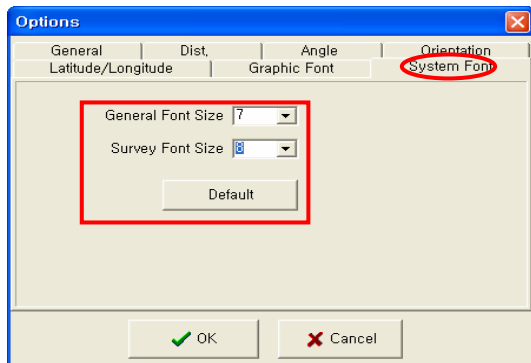 Options
General Dist. Angle Orientation
Latitude/Longitude Graphic Font System Font
General Font Size 7
Survey Font Size 8
Default
OK Cancel